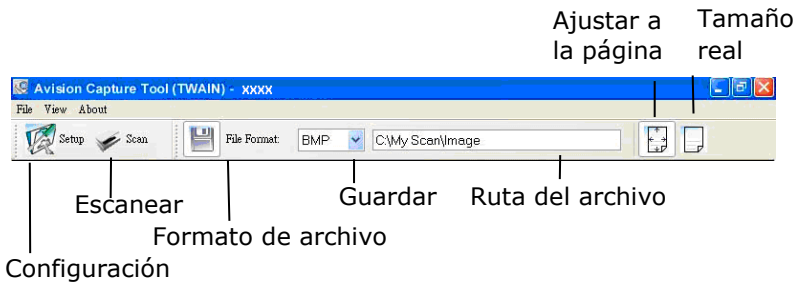 Ajustar a
la página
Tamaño
real
Avision Capture Tool (TWAIN) - xxxx
File View About
Setup Scan File Format: BMP C:\My Scan\Image
Escanear
Guardar
Ruta del archivo
Formato de archivo
Configuración